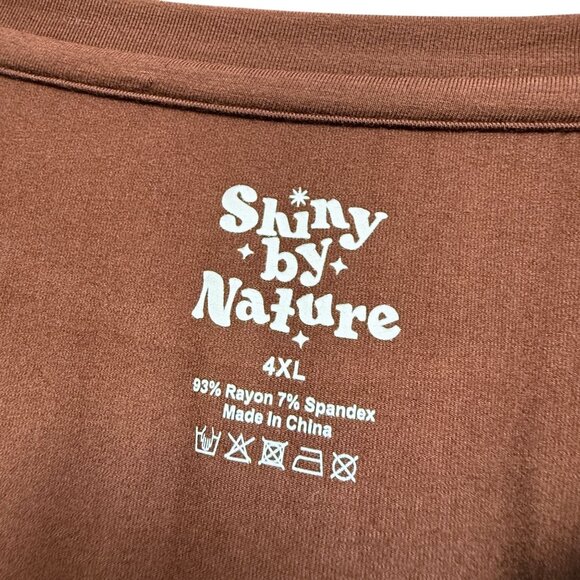 Shiny
by
Nature
4XL
93% Rayon 7% Spandex
Made In China